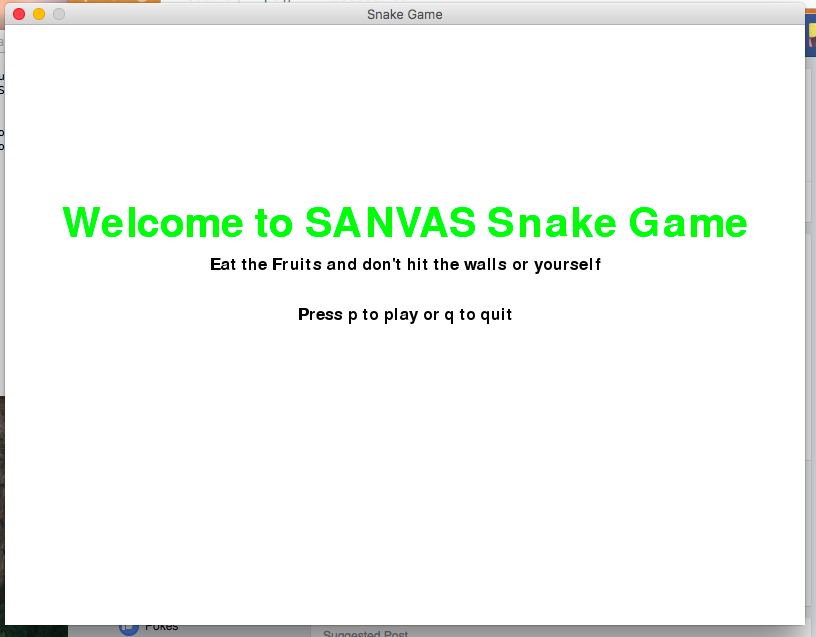 Snake Game
Welcome to SANVAS Snake Game
Eat the Fruits and don't hit the walls or yourself
Press p to play or q to quit
Pokes
Suggested Post